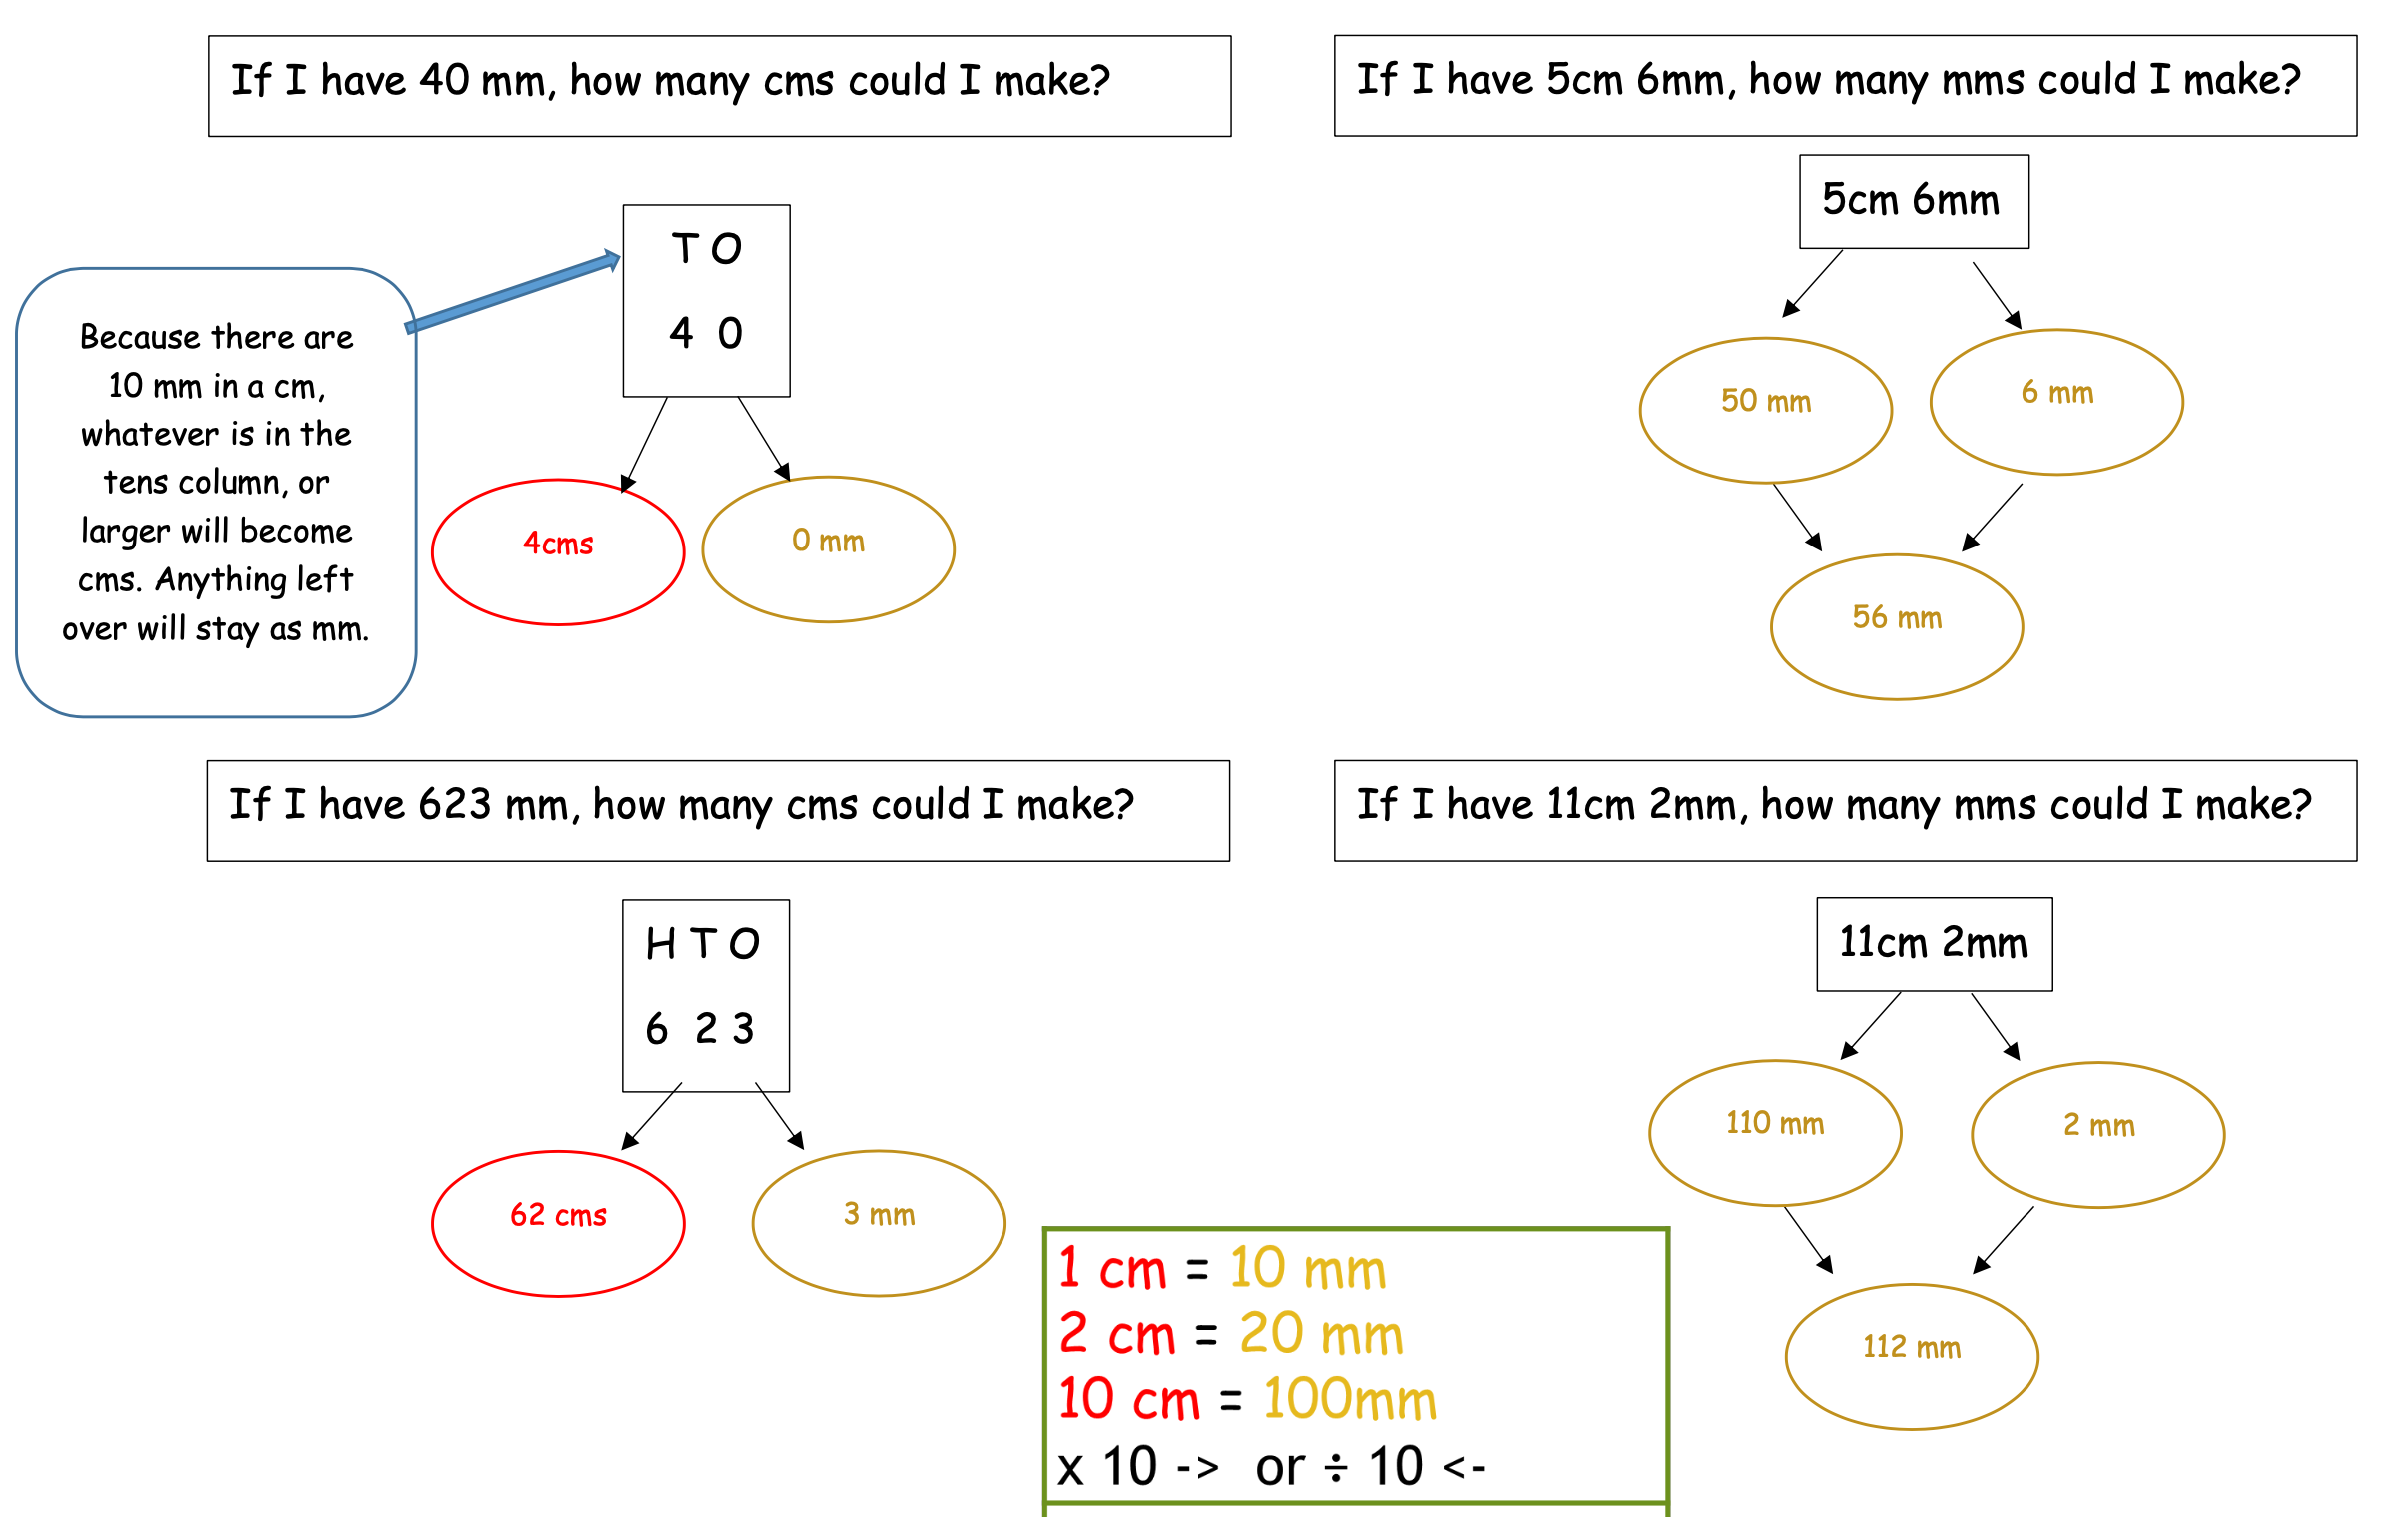 If I have 40 mm, how many cms could I make?
T O
4 0
Because there are
10 mm in a cm,
whatever is in the
tens column, or
larger will become
cms. Anything left
over will stay as mm.
4cms
0 mm
If I have 5cm 6mm, how many mms could I make?
5cm 6mm
50 mm
6 mm
56 mm
If I have 623 mm, how many cms could I make?
H T O
6 2 3
62 cms
3 mm
If I have 11cm 2mm, how many mms could I make?
11cm 2mm
110 mm
2 mm
112 mm
1 cm = 10 mm
2 cm = 20 mm
10 cm = 100mm
x 10 -> or ÷ 10 <-